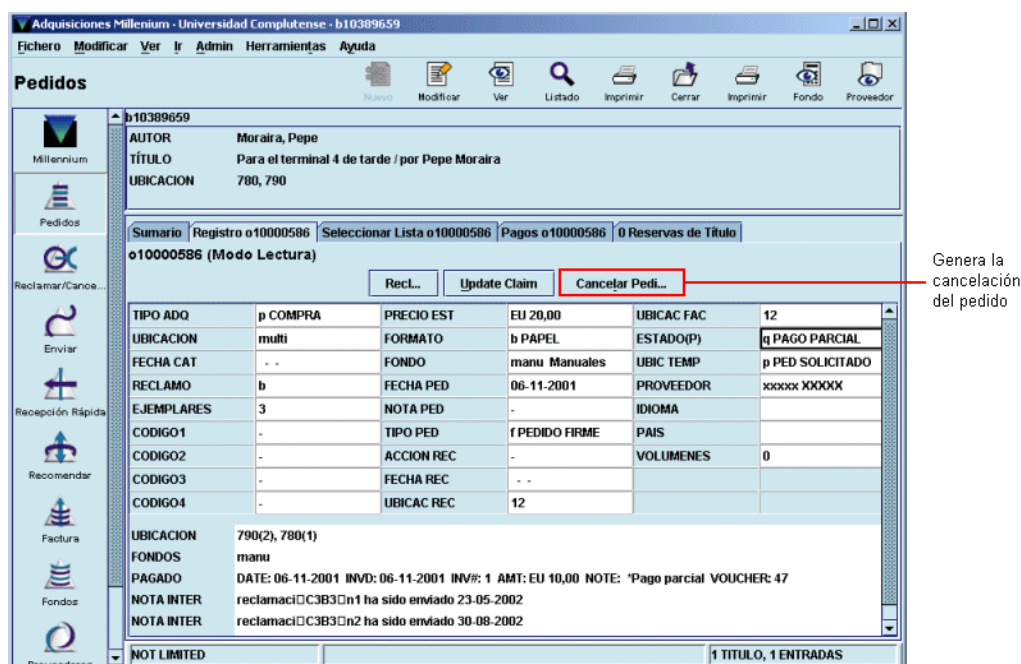 Adquisiciones Millenium - Universidad Complutense - b10389659
Fichero Modificar Ver Ir Admin Herramientas Ayuda
Pedidos
Nuevo Modificar Ver Listado Imprimir Cerrar Imprimir Fondo Proveedor
Millennium
Pedidos
Reclamar/Cance...
Enviar
Recepción Rápida
Recomendar
Factura
Fondos
b10389659
AUTOR Moraira, Pepe
TÍTULO Para el terminal 4 de tarde / por Pepe Moraira
UBICACION 780, 790
Sumario Registro o10000586 Seleccionar Lista o10000586 Pagos o10000586 0 Reservas de Título
o10000586 (Modo Lectura)
Recl... Update Claim Cancelar Pedi...
TIPO ADQ p COMPRA PRECIO EST EU 20,00 UBICAC FAC 12
UBICACION multi FORMATO b PAPEL ESTADO(P) q PAGO PARCIAL
FECHA CAT - - FONDO manu Manuales UBIC TEMP p PED SOLICITADO
RECLAMO b FECHA PED 06-11-2001 PROVEEDOR xxxxx XXXXX
EJEMPLARES 3 NOTA PED - IDIOMA
CODIGO1 - TIPO PED f PEDIDO FIRME PAIS
CODIGO2 - ACCION REC - VOLUMENES 0
CODIGO3 - FECHA REC - -
CODIGO4 - UBICAC REC 12
UBICACION 790(2), 780(1)
FONDOS manu
PAGADO DATE: 06-11-2001 INVD: 06-11-2001 INV#: 1 AMT: EU 10,00 NOTE: *Pago parcial VOUCHER: 47
NOTA INTER reclamaci□C3B3□n1 ha sido enviado 23-05-2002
NOTA INTER reclamaci□C3B3□n2 ha sido enviado 30-08-2002
NOT LIMITED 1 TITULO, 1 ENTRADAS
Genera la
cancelación
del pedido